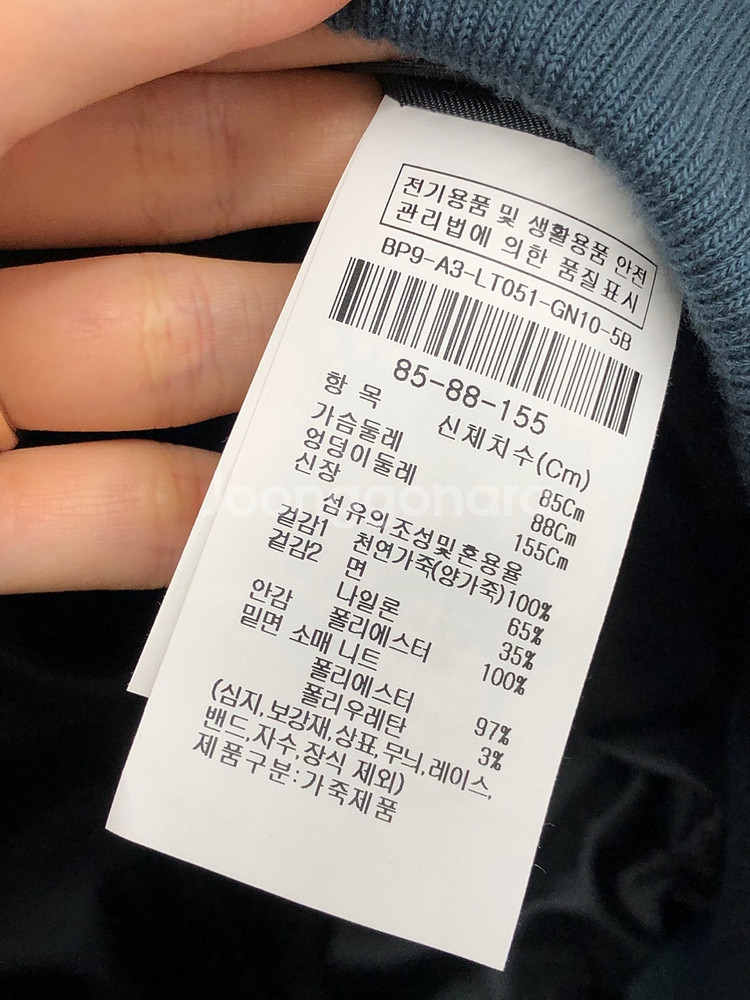 전기용품 및 생활용품 안전
관리법에 의한 품질표시
BP9-A3-LT051-GN10-5B
85-88-155
항 목 신체치수(Cm)
가슴둘레 85Cm
엉덩이둘레 88Cm
신장 155Cm
섬유의조성및혼용율
겉감1 천연가죽(양가죽)100%
겉감2 면 65%
나일론 35%
안감 폴리에스터 100%
밑면 소매 니트
폴리에스터 97%
폴리우레탄 3%
(심지,보강재,상표,무늬,레이스,
밴드,자수,장식 제외)
제품구분:가죽제품
Joonggonara